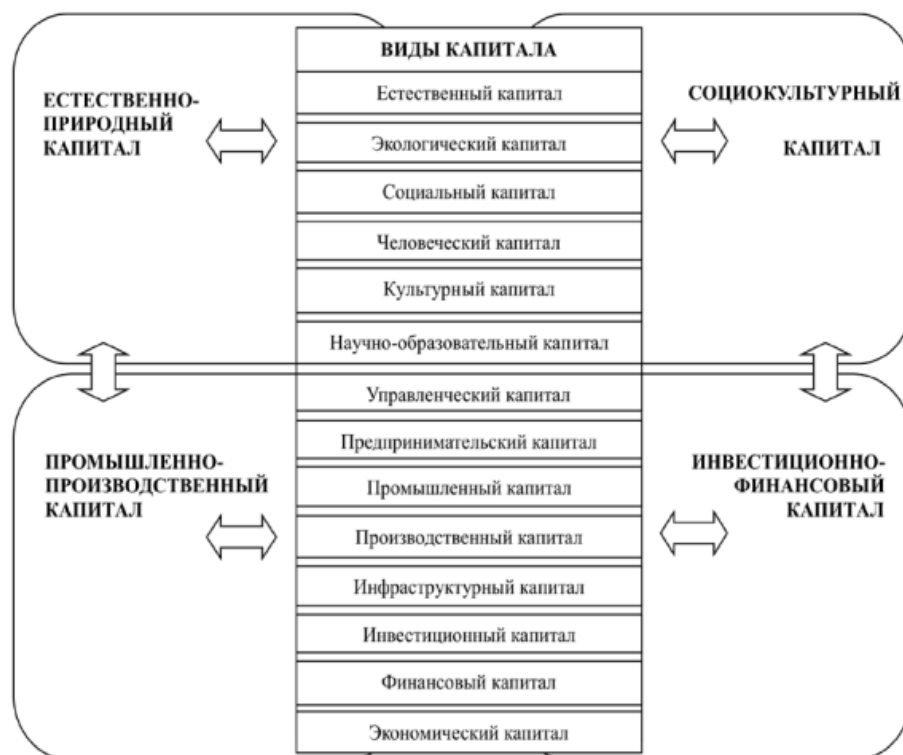 ВИДЫ КАПИТАЛА
ЕСТЕСТВЕННО-
ПРИРОДНЫЙ
КАПИТАЛ
Естественный капитал
Экологический капитал
Социальный капитал
Человеческий капитал
Культурный капитал
Научно-образовательный капитал
СОЦИОКУЛЬТУРНЫЙ
КАПИТАЛ
ПРОМЫШЛЕННО-
ПРОИЗВОДСТВЕННЫЙ
КАПИТАЛ
Управленческий капитал
Предпринимательский капитал
Промышленный капитал
Производственный капитал
Инфраструктурный капитал
Инвестиционный капитал
Финансовый капитал
Экономический капитал
ИНВЕСТИЦИОННО-
ФИНАНСОВЫЙ
КАПИТАЛ